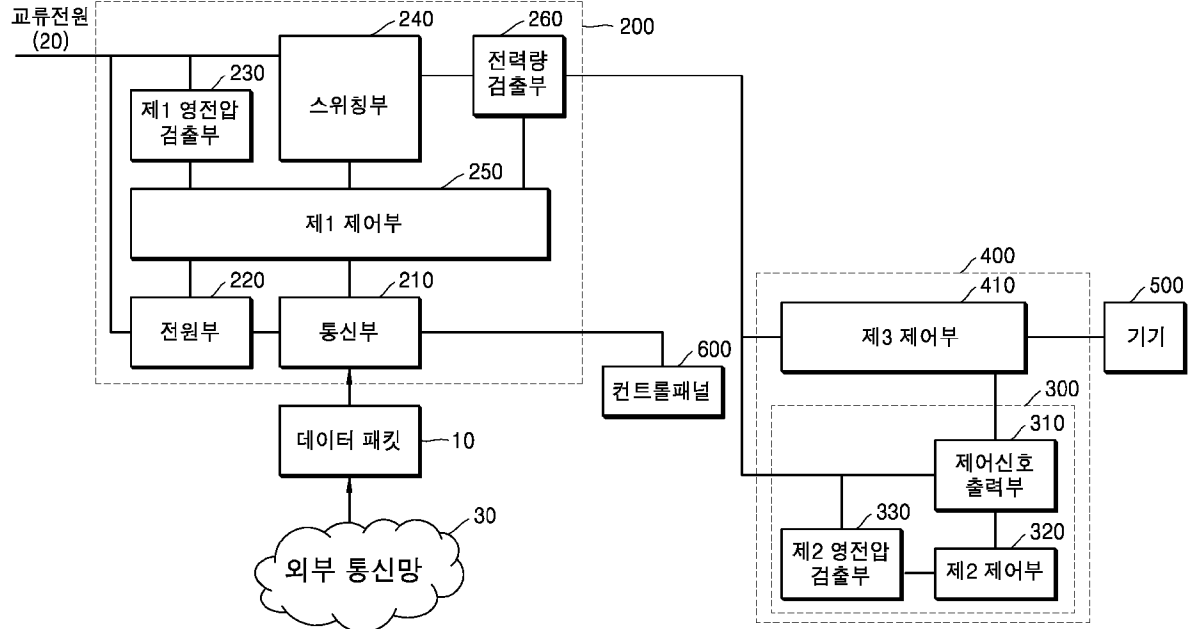 교류전원
(20)
240
260
200
230
전력량
검출부
제1 영전압
검출부
스위칭부
250
제1 제어부
220
210
전원부
통신부
600
컨트롤패널
데이터 패킷
10
30
외부 통신망
400
410
500
제3 제어부
기기
300
310
제어신호
출력부
330
320
제2 영전압
검출부
제2 제어부